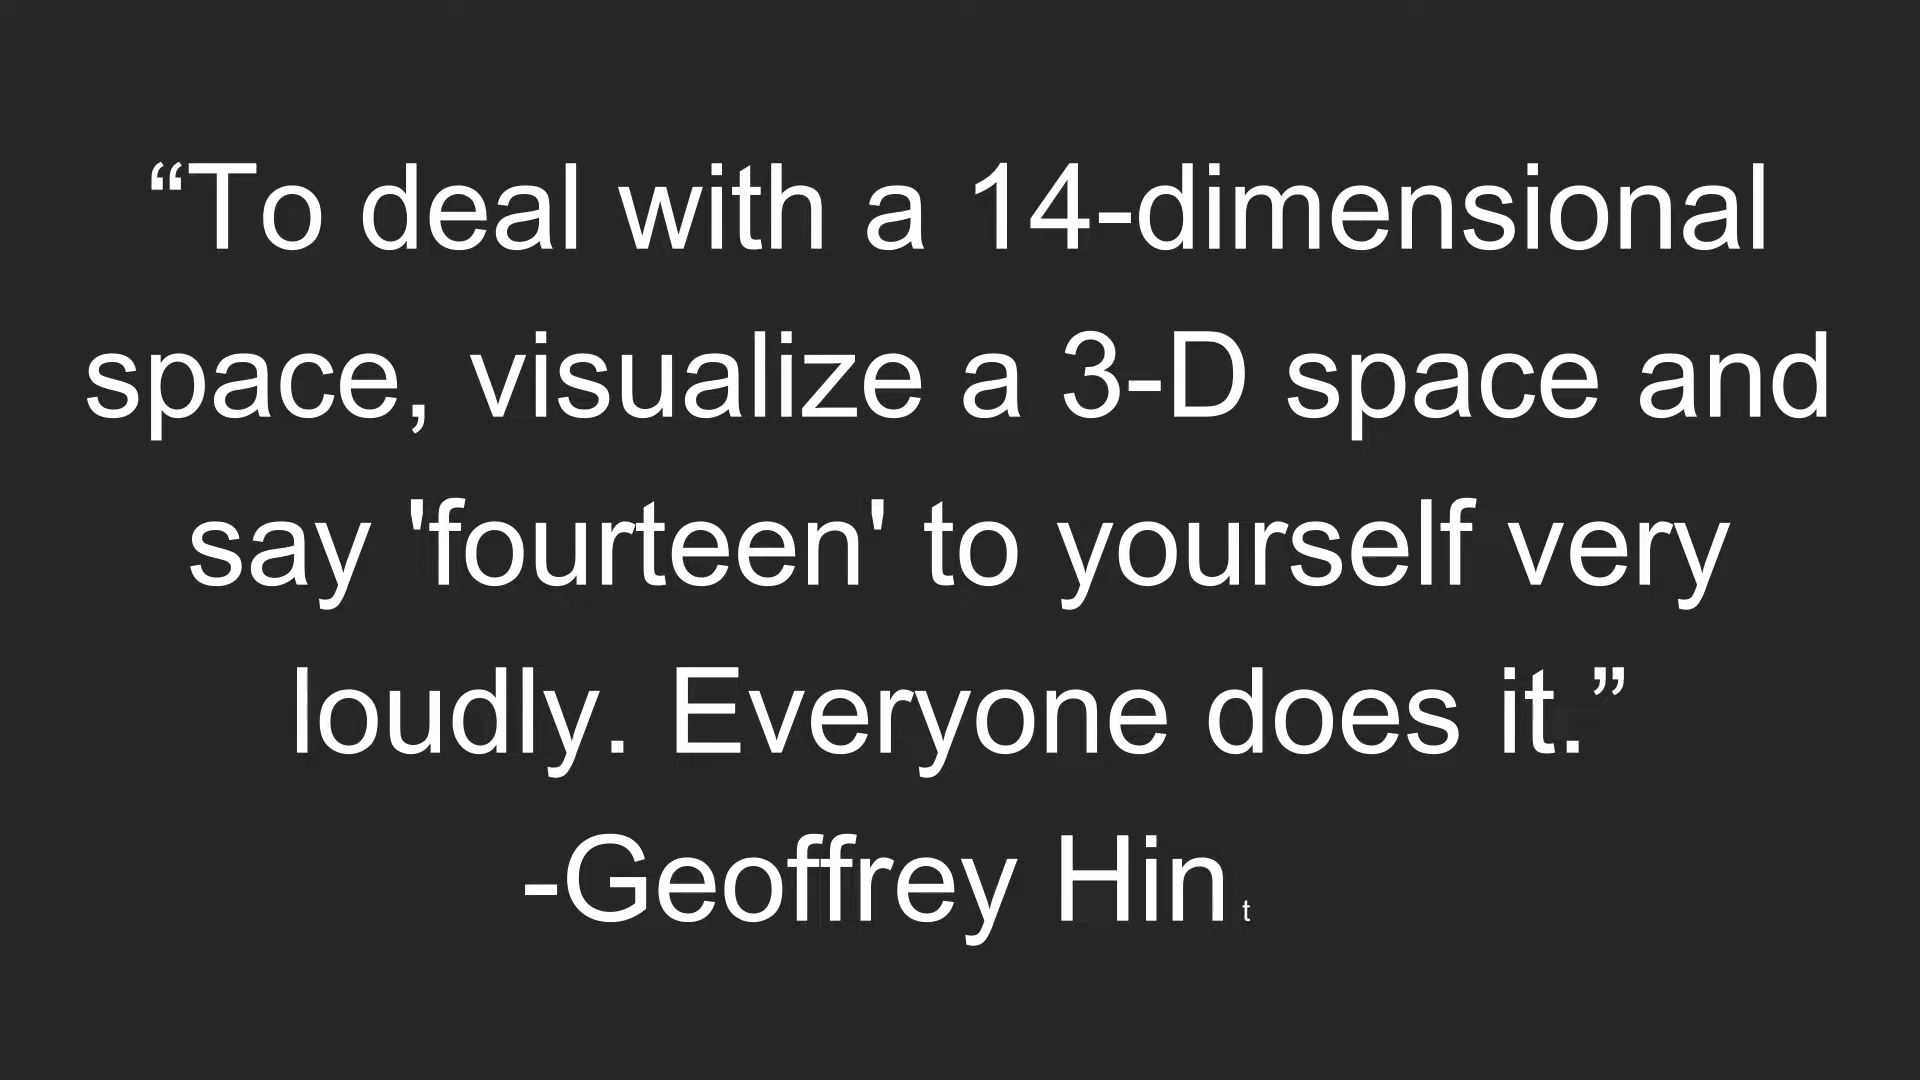 “To deal with a 14-dimensional
space, visualize a 3-D space and
say 'fourteen' to yourself very
loudly. Everyone does it.”
-Geoffrey Hint